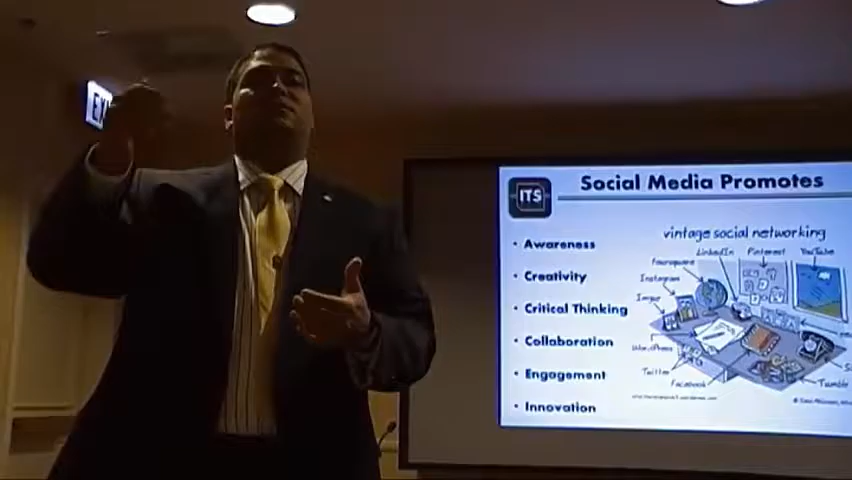 EX
ITS
Social Media Promotes
• Awareness
• Creativity
• Critical Thinking
• Collaboration
• Engagement
• Innovation
vintage social networking
LinkedIn Pinterest YouTube
Foursquare
Instagram
Imgur
WordPress
Twitter
Facebook
Tumblr